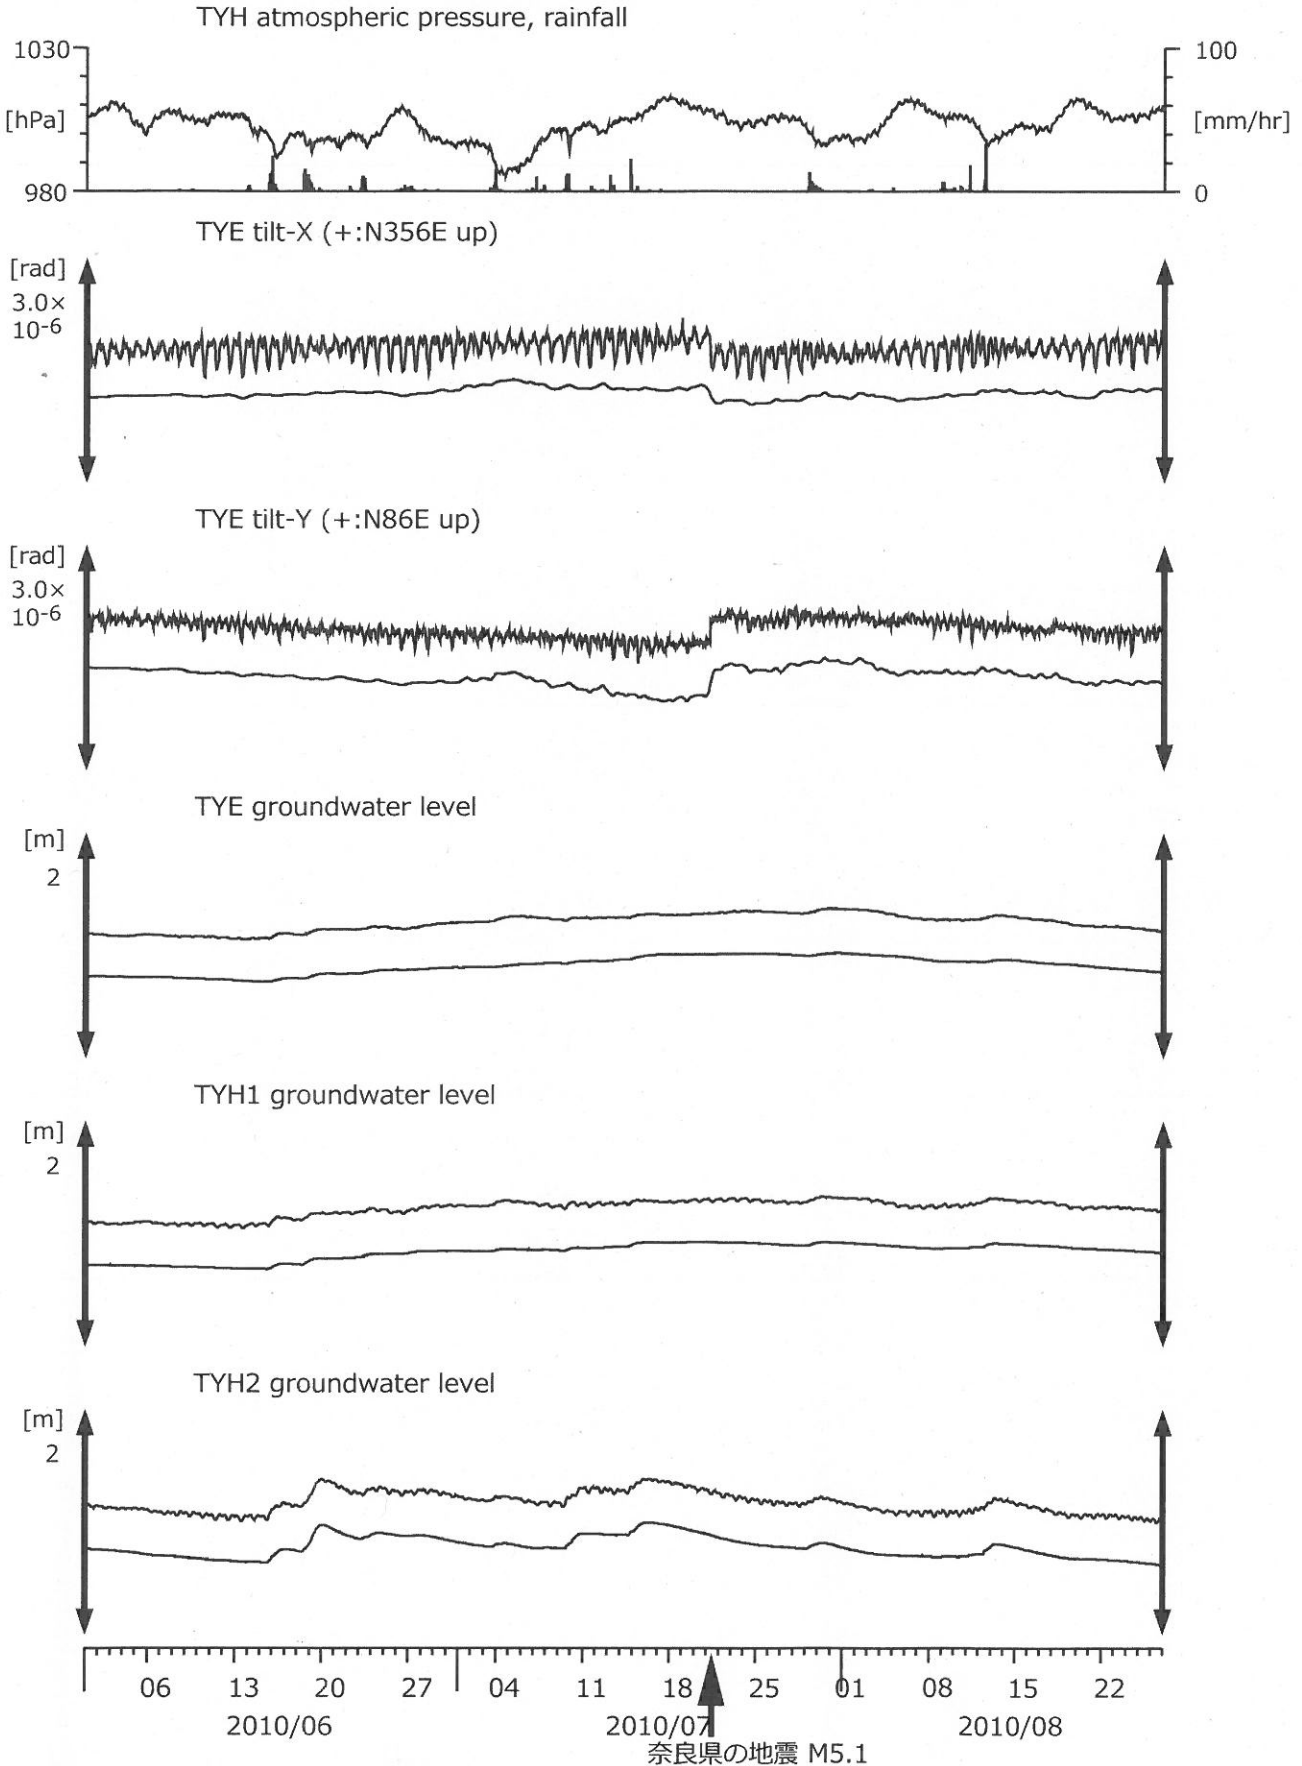 TYH atmospheric pressure, rainfall
1030
100
[hPa]
[mm/hr]
980
0
TYE tilt-X (+:N356E up)
[rad]
3.0×
10-6
TYE tilt-Y (+:N86E up)
[rad]
3.0×
10-6
TYE groundwater level
[m]
2
TYH1 groundwater level
[m]
2
TYH2 groundwater level
[m]
2
06 13 20 27 04 11 18 25 01 08 15 22
2010/06 2010/07 2010/08
奈良県の地震 M5.1